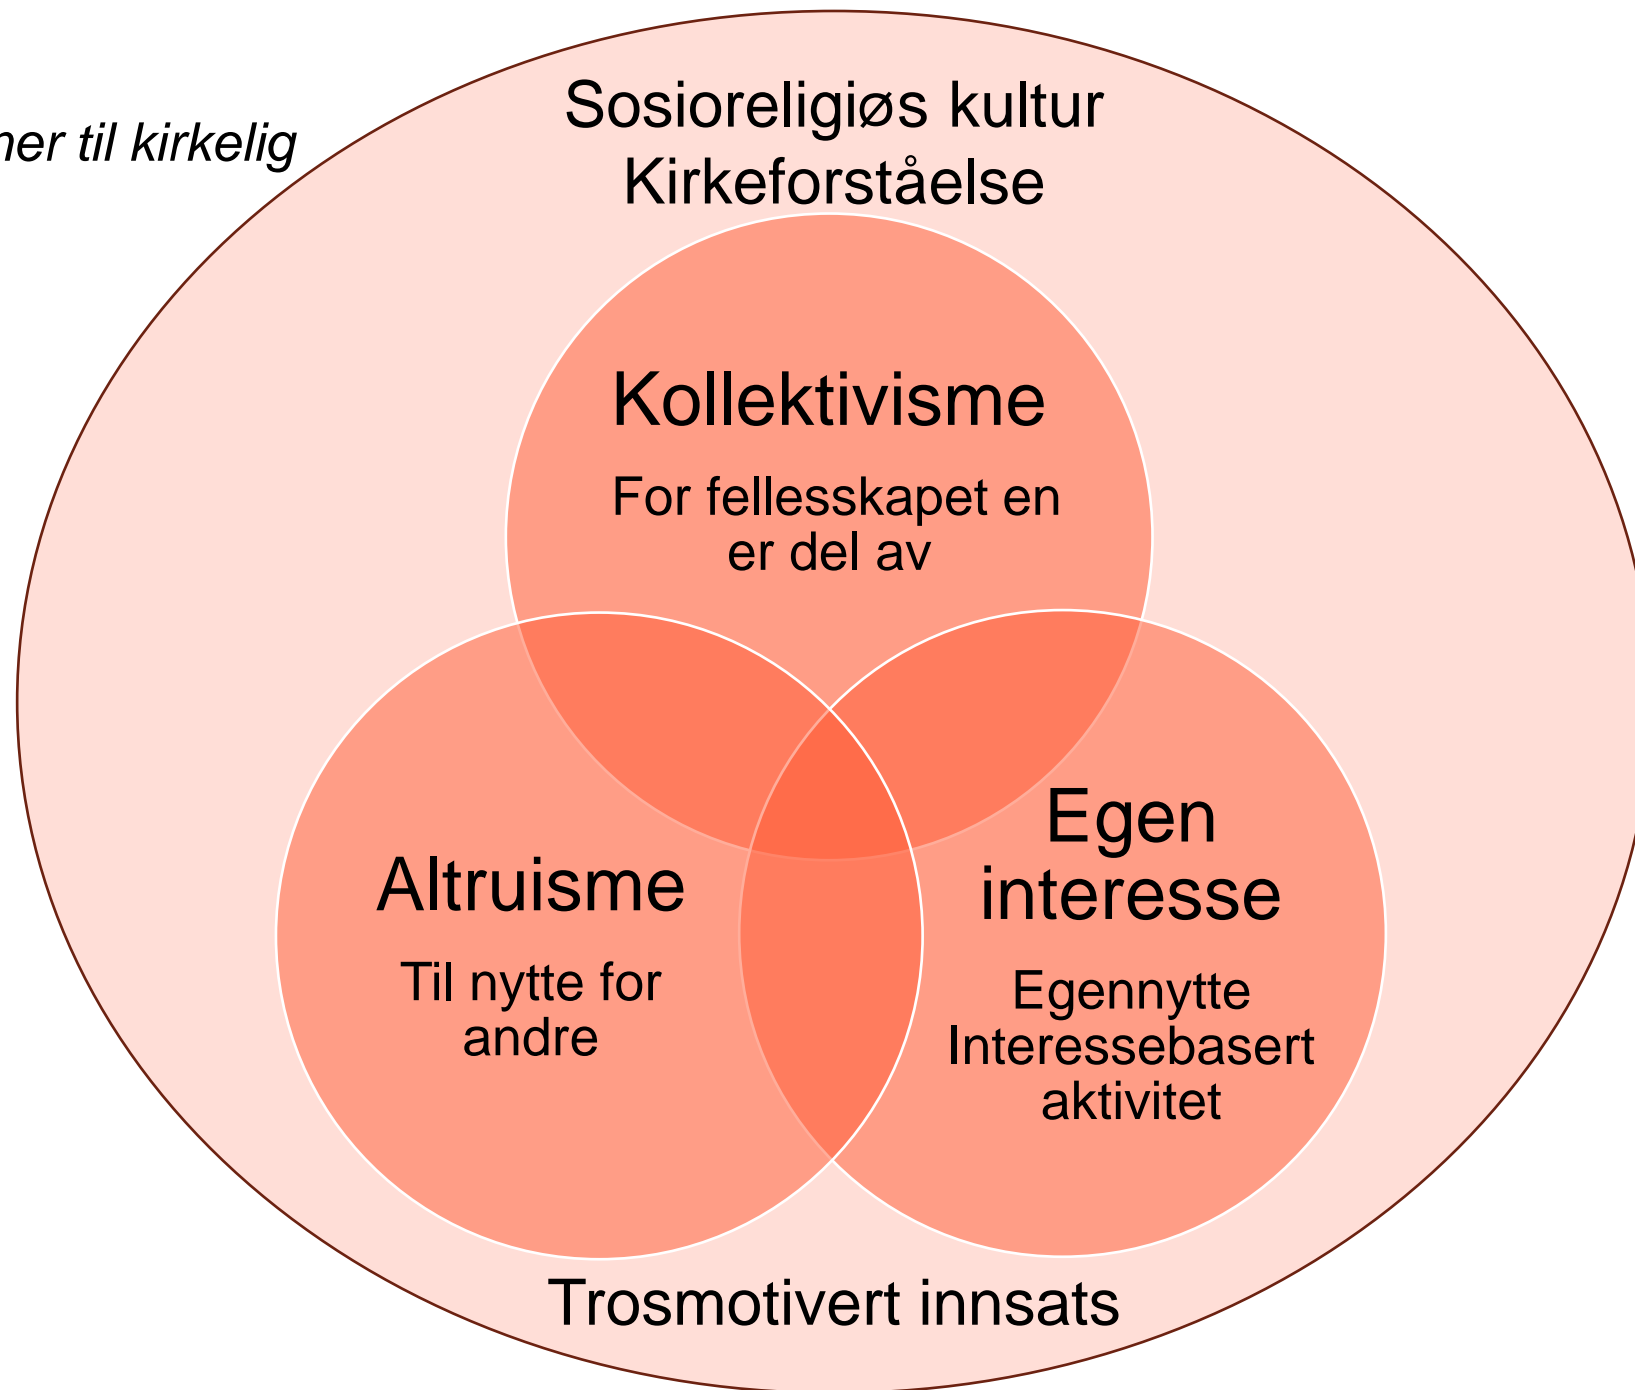 Sosioreligiøs kultur
til kirkelig
Kirkeforståelse
Kollektivisme
For fellesskapet en
er del av
Altruisme
Til nytte for
andre
Egen
interesse
Egennytte
Interessebasert
aktivitet
Trosmotivert innsats